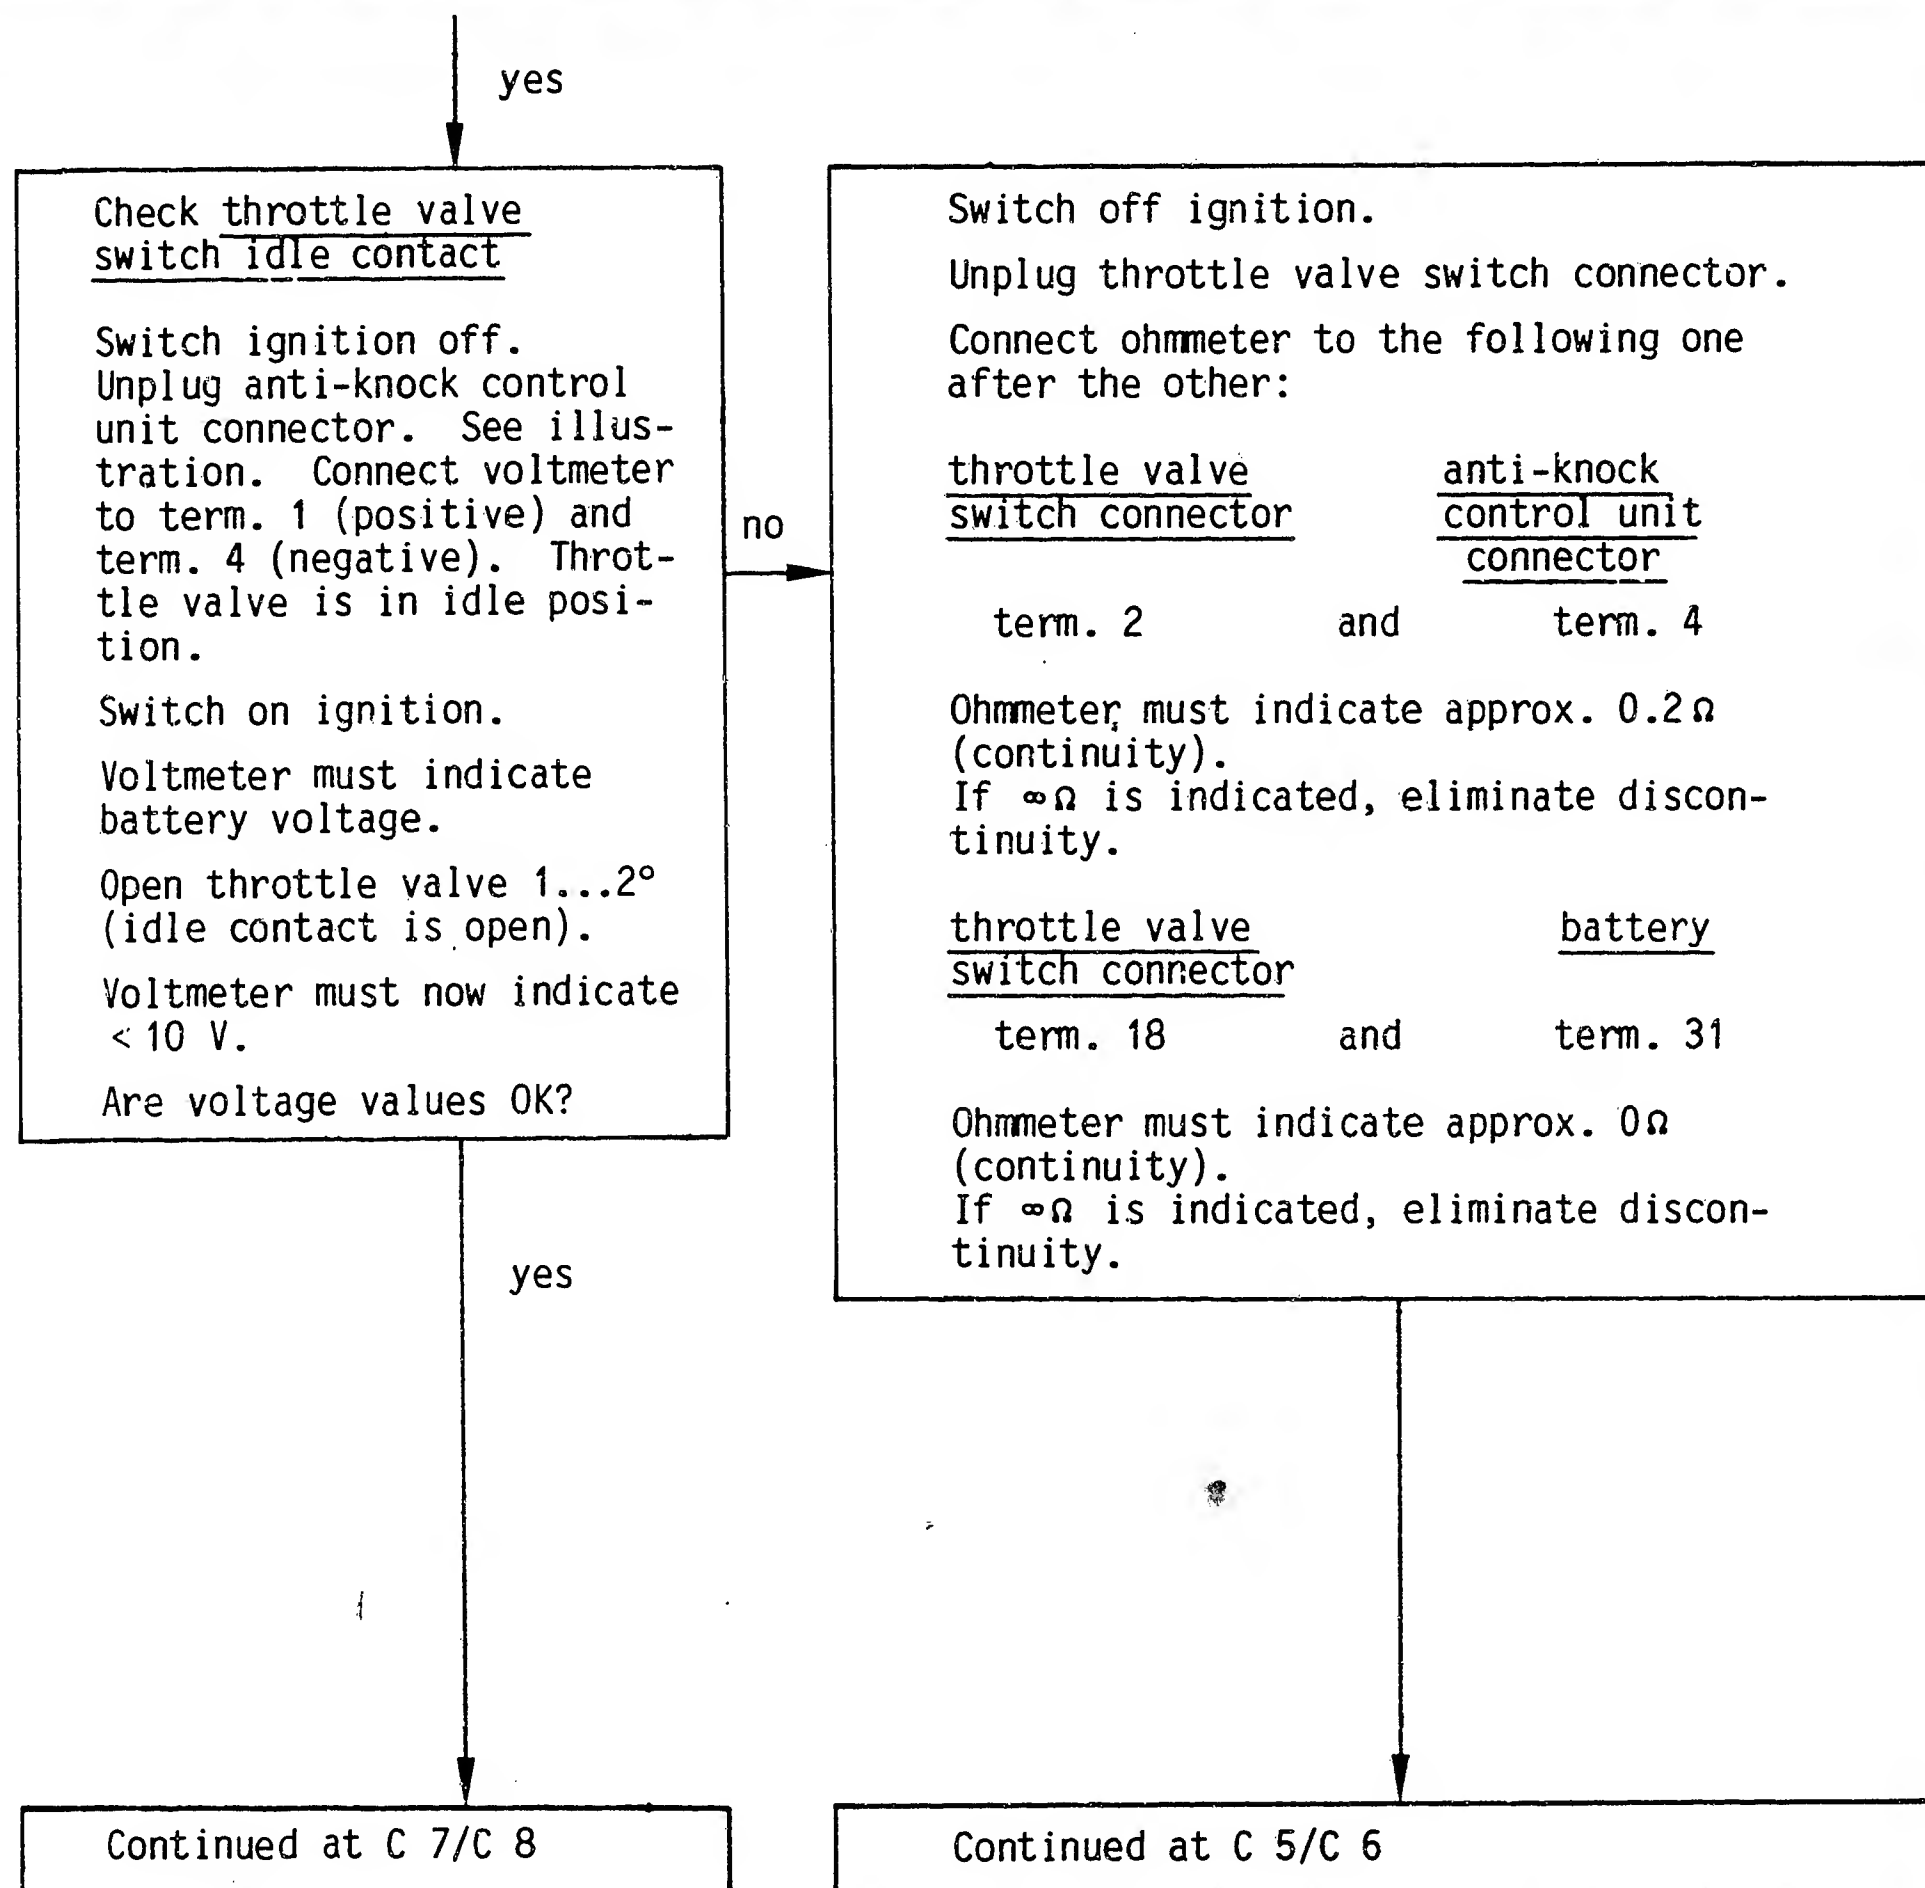 yes
Check throttle valve
switch idle contact
Switch ignition off.
Unplug anti-knock control
unit connector. See illus-
tration. Connect voltmeter
to term. 1 (positive) and
term. 4 (negative). Throt-
tle valve is in idle posi-
tion.
Switch on ignition.
Voltmeter must indicate
battery voltage.
Open throttle valve 1...2°
(idle contact is open).
Voltmeter must now indicate
< 10 V.
Are voltage values OK?
no
Switch off ignition.
Unplug throttle valve switch connector.
Connect ohmmeter to the following one
after the other:
throttle valve anti-knock
switch connector control unit
connector
term. 2 and term. 4
Ohmmeter must indicate approx. 0.2 Ω
(continuity).
If ∞Ω is indicated, eliminate discon-
tinuity.
throttle valve battery
switch connector
term. 18 and term. 31
Ohmmeter must indicate approx. 0Ω
(continuity).
If ∞Ω is indicated, eliminate discon-
tinuity.
yes
Continued at C 7/C 8
Continued at C 5/C 6